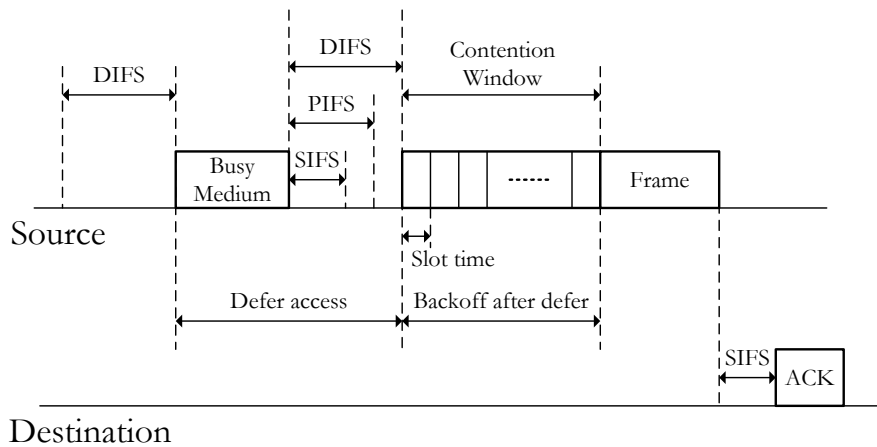 DIFS
Contention
Window
DIFS
PIFS
Busy
Medium
SIFS
......
Frame
Source
Slot time
Defer access
Backoff after defer
SIFS
ACK
Destination